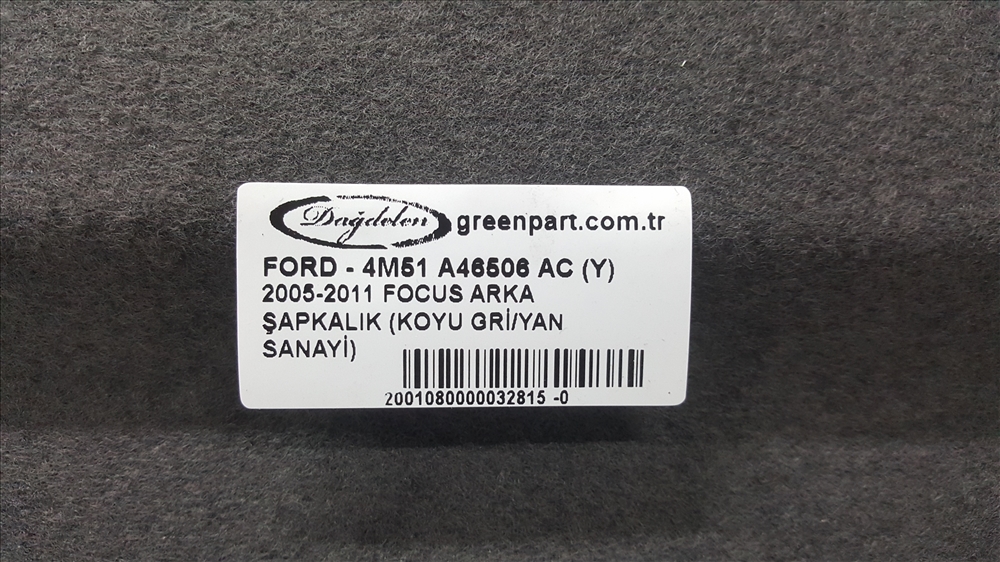 Dağdelen greenpart.com.tr
FORD - 4M51 A46506 AC (Y)
2005-2011 FOCUS ARKA
ŞAPKALIK (KOYU GRİ/YAN
SANAYİ)
2001080000032815 -0